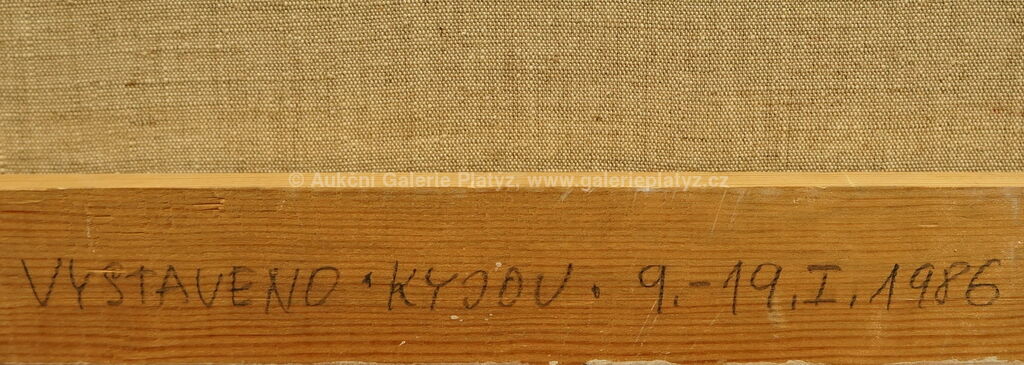 © Aukční Galerie Platýz, www.galerieplatyz.cz
VYSTAVENO • KYJOV • 9.-19.I.1986